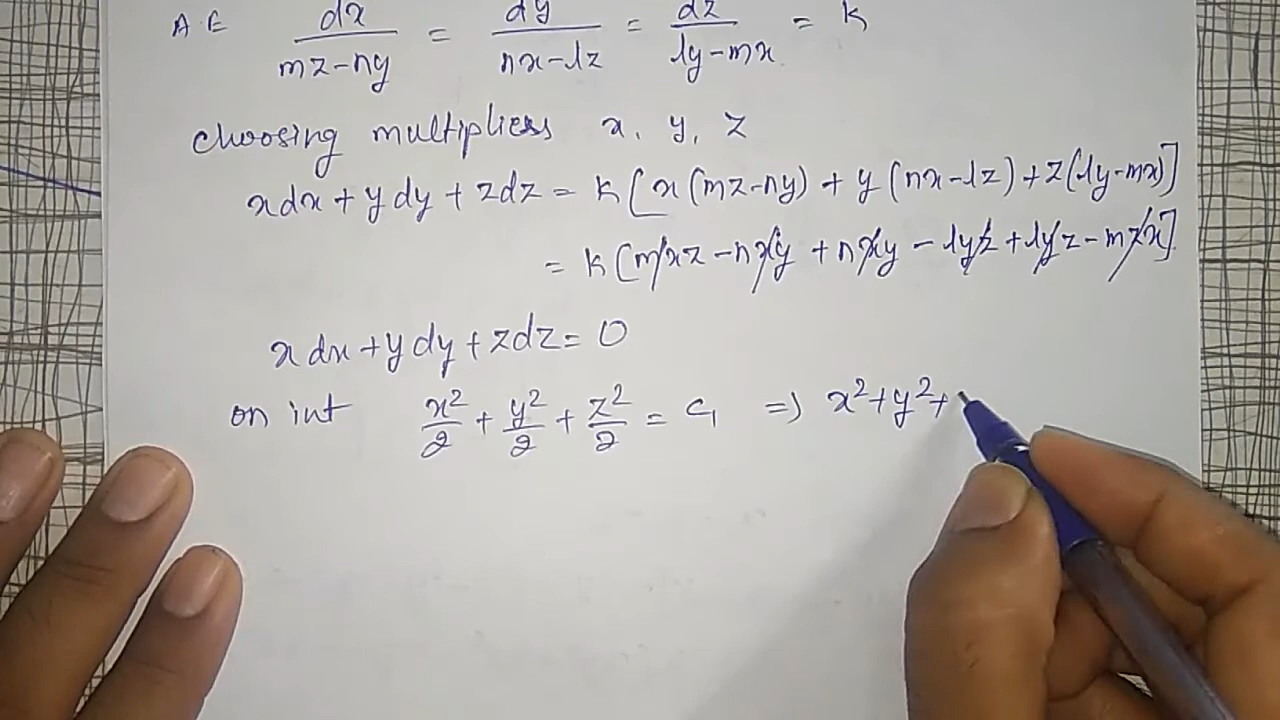 A.E dx/(mz-ny) = dy/(nx-lz) = dz/(ly-mx) = k
choosing multipliers x, y, z
xdx + ydy + zdz = k[x(mz-ny) + y(nx-lz) + z(ly-mx)]
= k[mxz - nxy + nxy - lyz + lyz - mzx]
xdx + ydy + zdz = 0
on int x²/2 + y²/2 + z²/2 = C₁ ⇒ x² + y² +